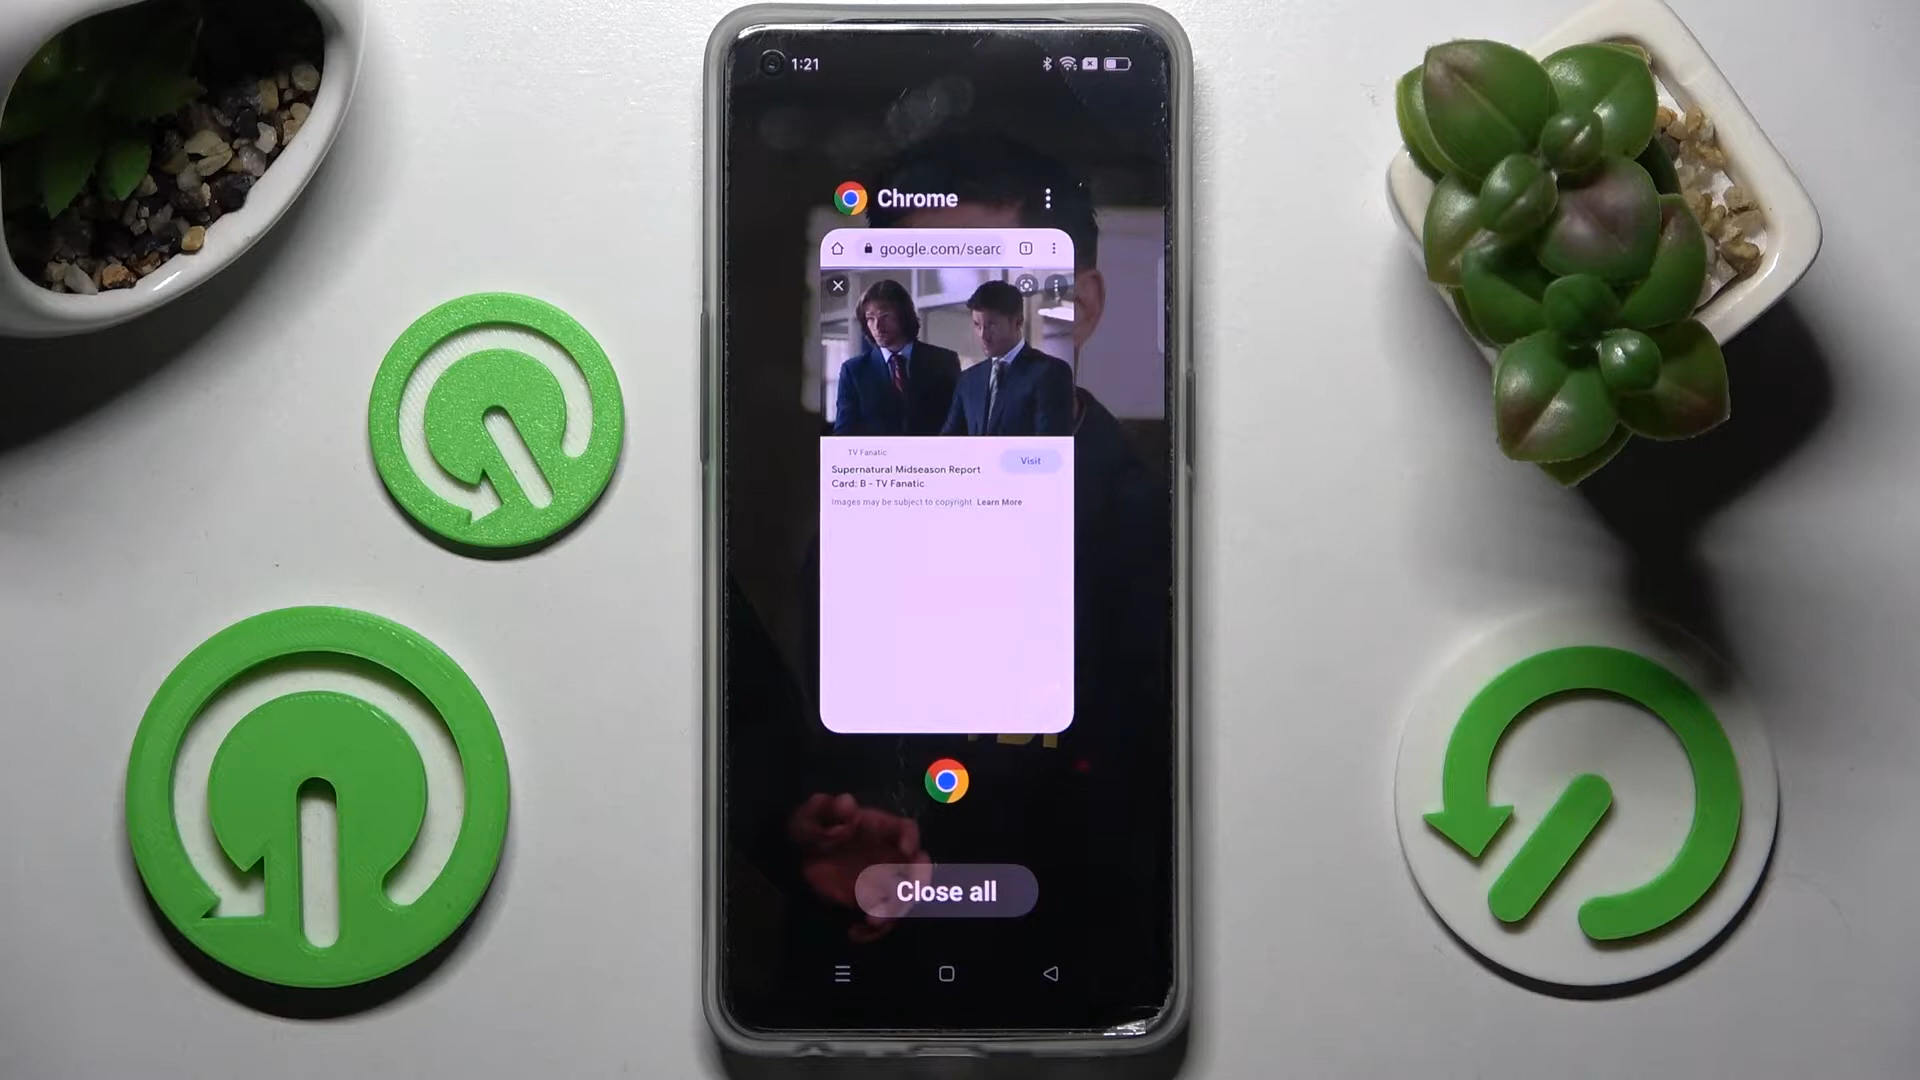 1:21
Chrome
google.com/searc
1
TV Fanatic
Visit
Supernatural Midseason Report
Card: B - TV Fanatic
Images may be subject to copyright. Learn More
Close all